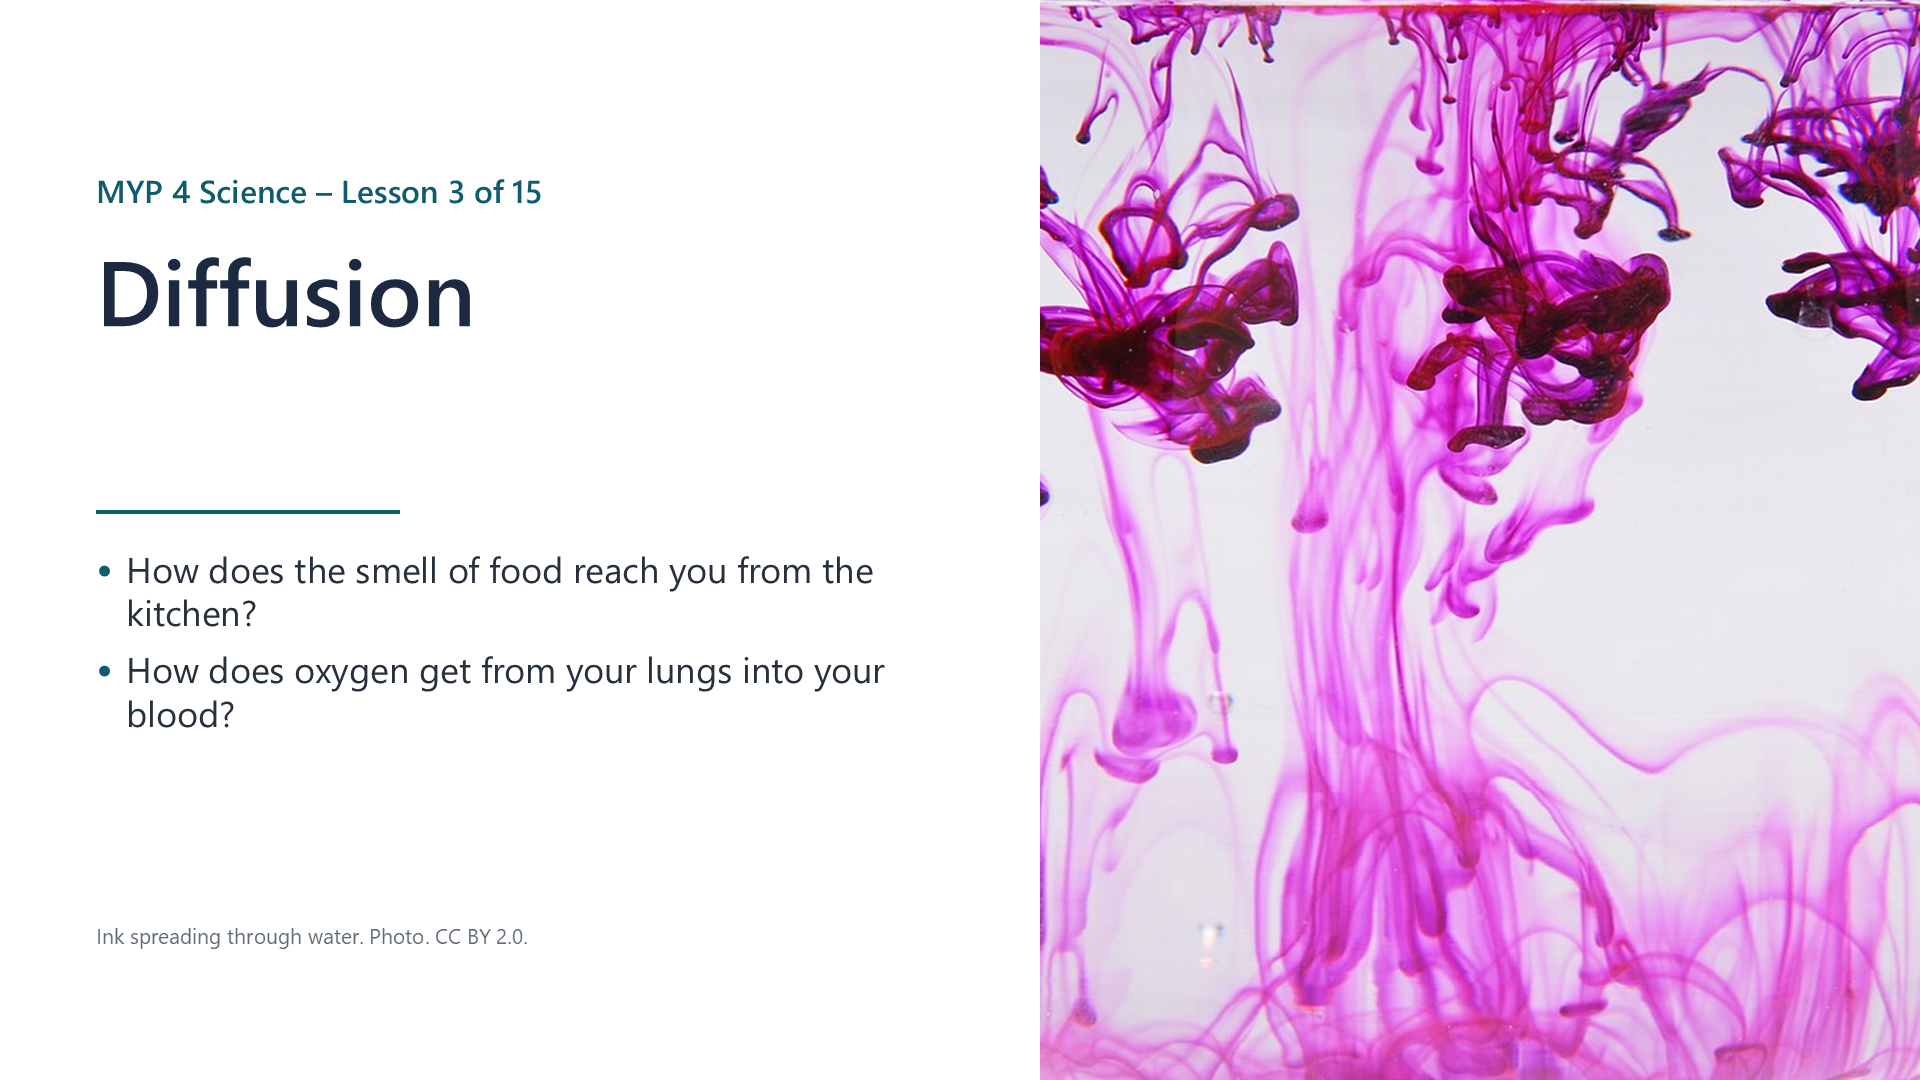 MYP 4 Science – Lesson 3 of 15
Diffusion
• How does the smell of food reach you from the
kitchen?
• How does oxygen get from your lungs into your
blood?
Ink spreading through water. Photo. CC BY 2.0.